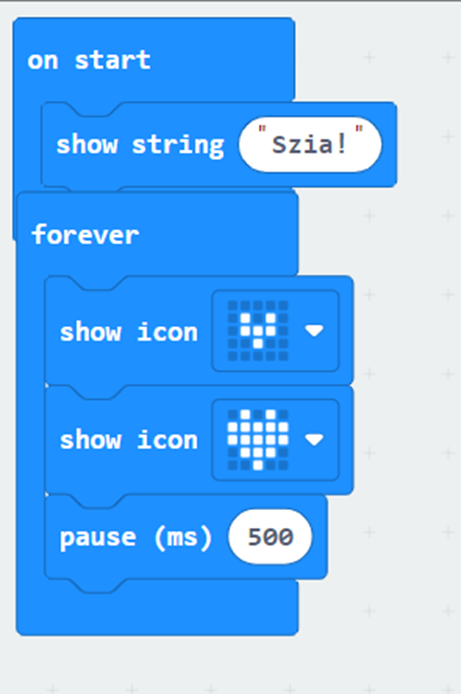 on start
show string "Szia!"
forever
show icon
show icon
pause (ms) 500